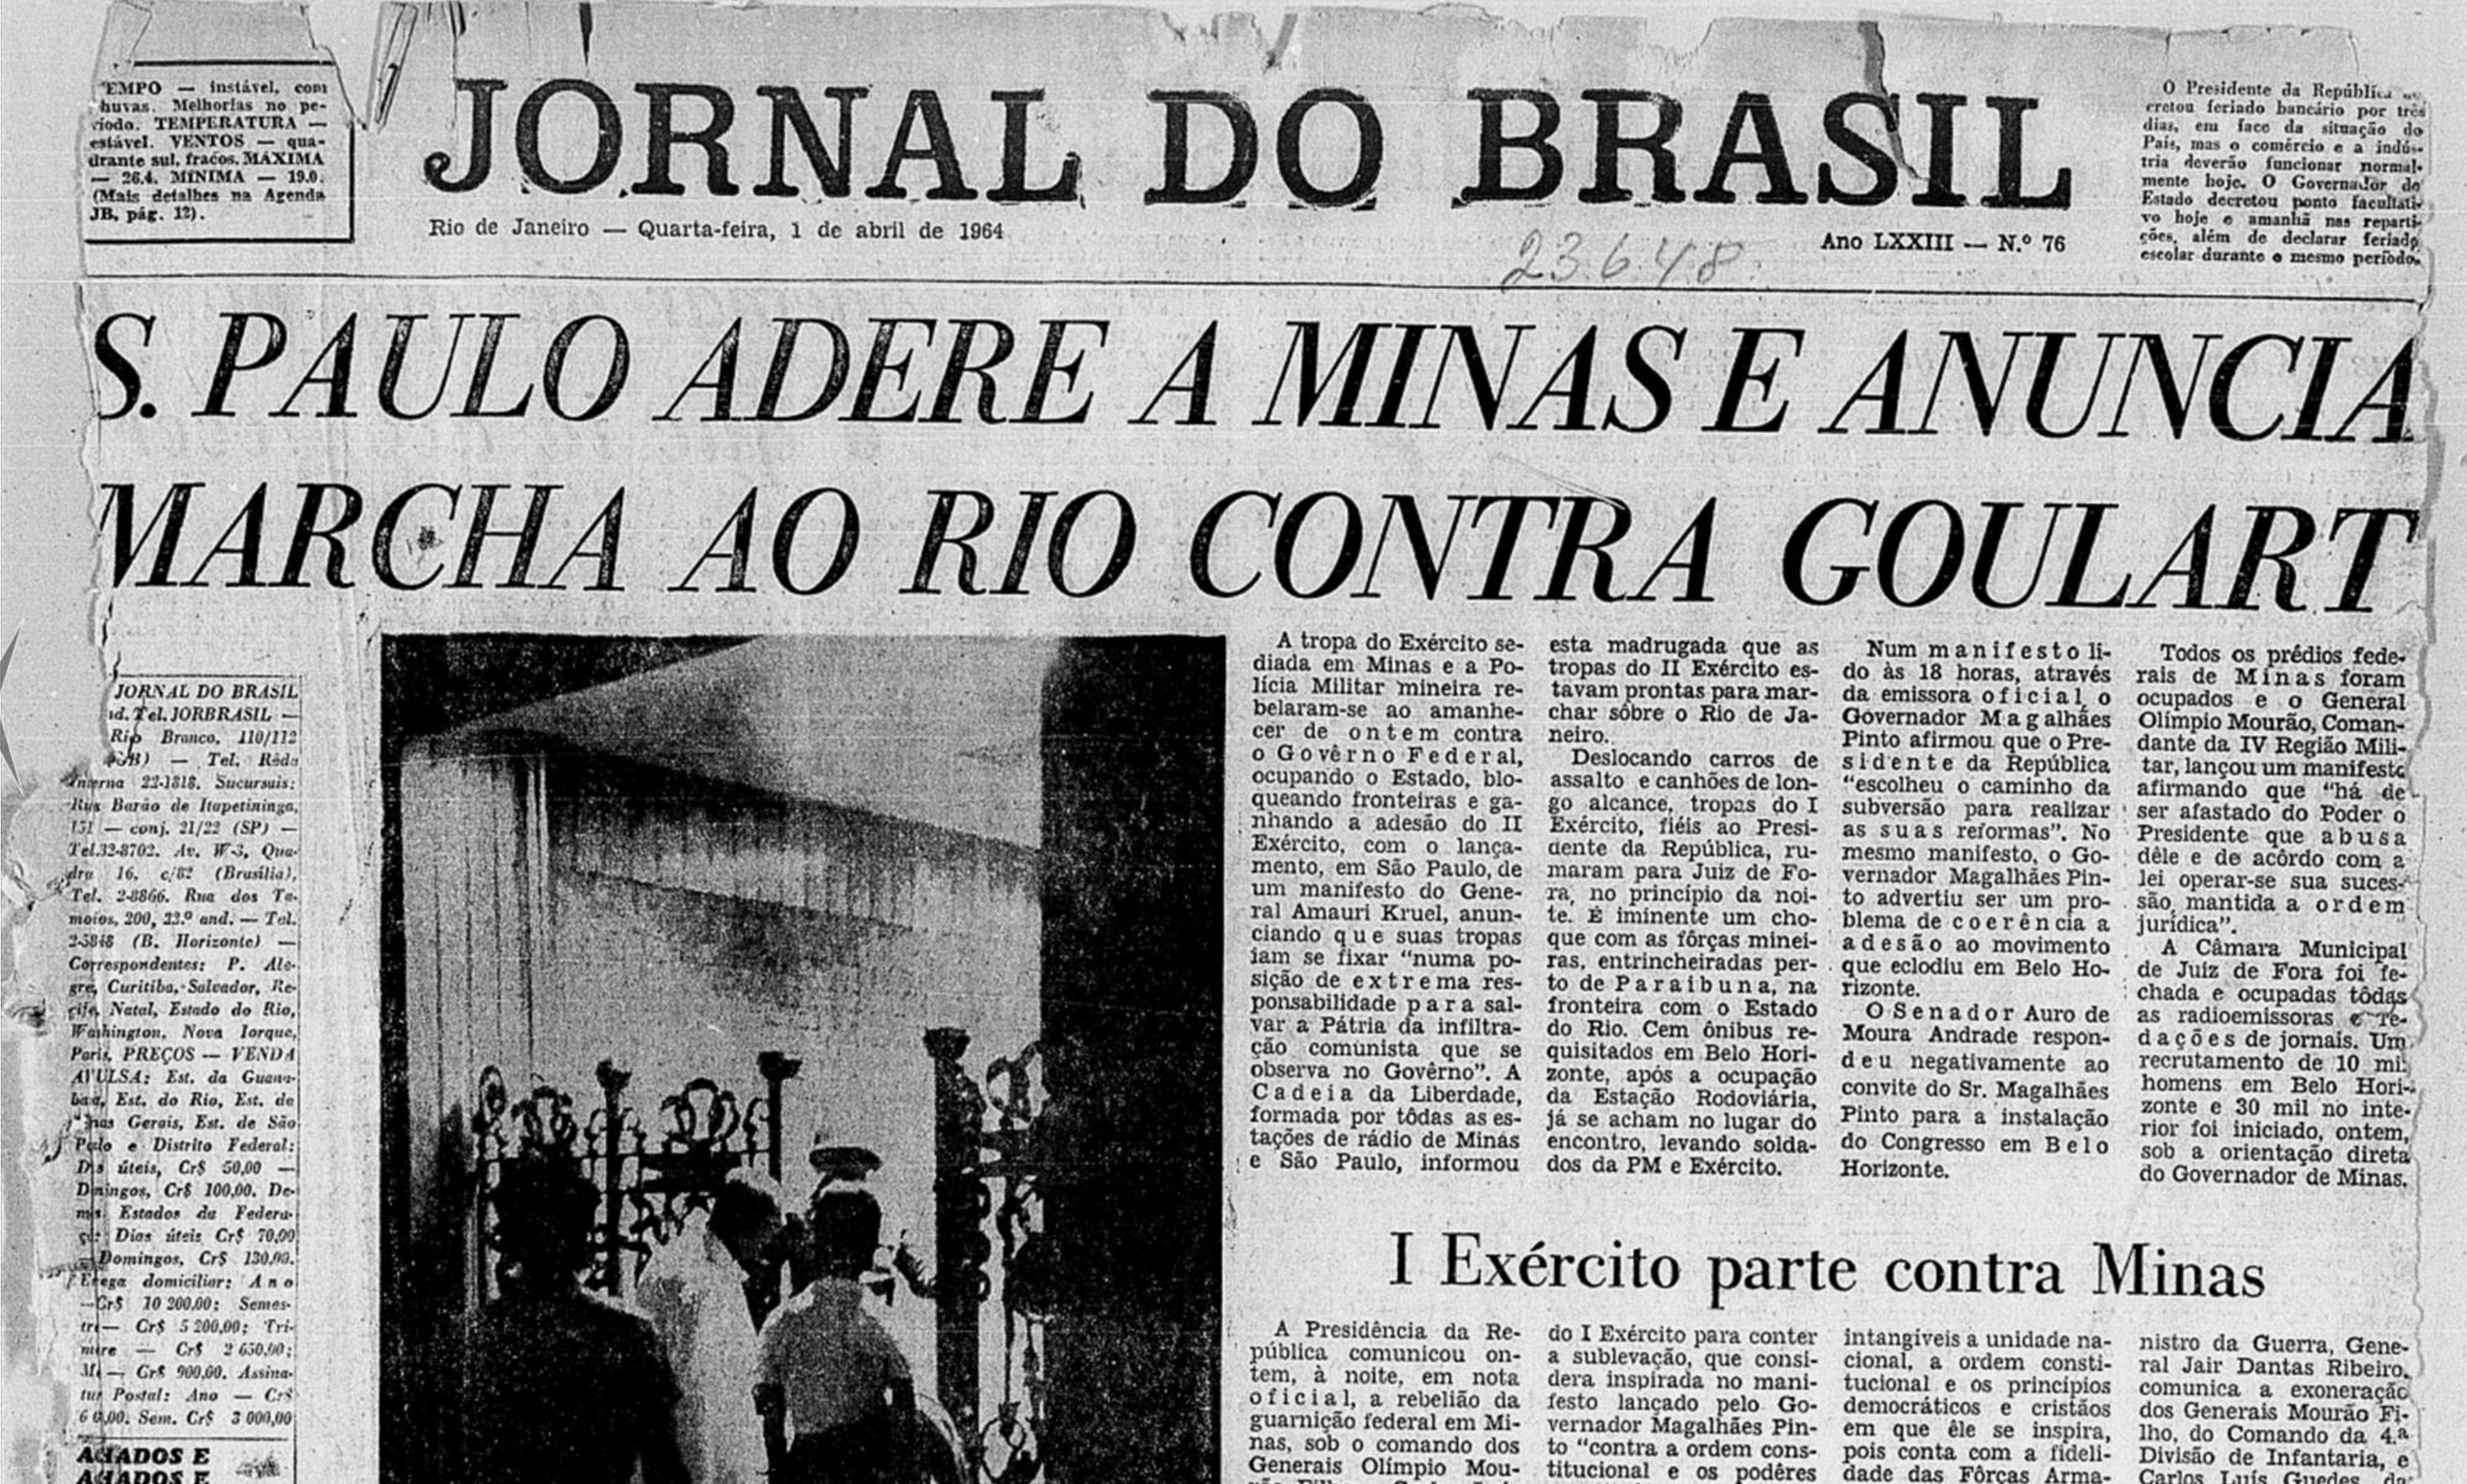 EMPO — instável, com
huvas. Melhorias no pe-
ríodo. TEMPERATURA —
estável. VENTOS — qua-
drante sul, fracos. MÁXIMA
— 26.4. MÍNIMA — 19.0.
(Mais detalhes na Agenda
JB, pág. 12).
JORNAL DO BRASIL
Rio de Janeiro — Quarta-feira, 1 de abril de 1964
23648
Ano LXXIII — N.º 76
O Presidente da República
cretou feriado bancário por três
dias, em face da situação do
País, mas o comércio e a indús-
tria deverão funcionar normal-
mente hoje. O Governador do
Estado decretou ponto facultati-
vo hoje e amanhã nas reparti-
ções, além de declarar feriado
escolar durante o mesmo período.
S. PAULO ADERE A MINAS E ANUNCIA
MARCHA AO RIO CONTRA GOULART
JORNAL DO BRASIL
Tel. JORBRASIL —
Rio Branco, 110/112
— Tel. Rêde
Interna 22-1818. Sucursais:
Rua Barão de Itapetininga,
151 — conj. 21/22 (SP) —
Tel. 32-8702. Av. W-3, Qua-
dra 16, c/82 (Brasília),
Tel. 2-8866. Rua dos Ta-
moios, 200, 23.º and. — Tel.
2-5848 (B. Horizonte) —
Correspondentes: P. Ale-
gre, Curitiba, Salvador, Re-
cife, Natal, Estado do Rio,
Washington, Nova Iorque,
Paris. PREÇOS — VENDA
AVULSA: Est. da Guana-
bara, Est. do Rio, Est. de
Gerais, Est. de São
Paulo e Distrito Federal:
Dias úteis, Cr$ 50,00 —
Domingos, Cr$ 100,00. De-
mais Estados da Federa-
Dias úteis Cr$ 70,00
— Domingos, Cr$ 130,00.
domiciliar: Ano
— Cr$ 10 200,00; Semes-
tre — Cr$ 5 200,00; Tri-
— Cr$ 2 650,00;
— Cr$ 900,00. Assina-
Postal: Ano — Cr$
Sem. Cr$ 3 000,00
A tropa do Exército se-
diada em Minas e a Po-
lícia Militar mineira re-
belaram-se ao amanhe-
cer de ontem contra
o Govêrno Federal,
ocupando o Estado, blo-
queando fronteiras e ga-
nhando a adesão do II
Exército, com o lança-
mento, em São Paulo, de
um manifesto do Gene-
ral Amauri Kruel, anun-
ciando que suas tropas
iam se fixar “numa po-
sição de extrema res-
ponsabilidade para sal-
var a Pátria da infiltra-
ção comunista que se
observa no Govêrno”. A
Cadeia da Liberdade,
formada por tôdas as es-
tações de rádio de Minas
e São Paulo, informou
esta madrugada que as
tropas do II Exército es-
tavam prontas para mar-
char sôbre o Rio de Ja-
neiro.
Deslocando carros de
assalto e canhões de lon-
go alcance, tropas do I
Exército, fiéis ao Presi-
dente da República, ru-
maram para Juiz de Fo-
ra, no princípio da noi-
te. É iminente um cho-
que com as fôrças minei-
ras, entrincheiradas per-
to de Paraibuna, na
fronteira com o Estado
do Rio. Cem ônibus re-
quisitados em Belo Hori-
zonte, após a ocupação
da Estação Rodoviária,
já se acham no lugar do
encontro, levando solda-
dos da PM e Exército.
Num manifesto li-
do às 18 horas, através
da emissora oficial, o
Governador Magalhães
Pinto afirmou que o Pre-
sidente da República
“escolheu o caminho da
subversão para realizar
as suas reformas”. No
mesmo manifesto, o Go-
vernador Magalhães Pin-
to advertiu ser um pro-
blema de coerência a
adesão ao movimento
que eclodiu em Belo Ho-
rizonte.
O Senador Auro de
Moura Andrade respon-
deu negativamente ao
convite do Sr. Magalhães
Pinto para a instalação
do Congresso em Belo
Horizonte.
Todos os prédios fede-
rais de Minas foram
ocupados e o General
Olímpio Mourão, Coman-
dante da IV Região Mili-
tar, lançou um manifesto
afirmando que “há de
ser afastado do Poder o
Presidente que abusa
dêle e de acôrdo com a
lei operar-se sua suces-
são, mantida a ordem
jurídica”.
A Câmara Municipal
de Juiz de Fora foi fe-
chada e ocupadas tôdas
as radioemissoras e re-
dações de jornais. Um
recrutamento de 10 mil
homens em Belo Hori-
zonte e 30 mil no inte-
rior foi iniciado, ontem,
sob a orientação direta
do Governador de Minas.
I Exército parte contra Minas
A Presidência da Re-
pública comunicou on-
tem, à noite, em nota
oficial, a rebelião da
guarnição federal em Mi-
nas, sob o comando dos
Generais Olímpio Mou-
do I Exército para conter
a sublevação, que consi-
dera inspirada no mani-
festo lançado pelo Go-
vernador Magalhães Pin-
to “contra a ordem cons-
titucional e os podêres
intangíveis a unidade na-
cional, a ordem consti-
tucional e os princípios
democráticos e cristãos
em que êle se inspira,
pois conta com a fideli-
dade das Fôrças Arma-
nistro da Guerra, Gene-
ral Jair Dantas Ribeiro,
comunica a exoneração
dos Generais Mourão Fi-
lho, do Comando da 4.ª
Divisão de Infantaria, e
Carlos Luís Guedes, da